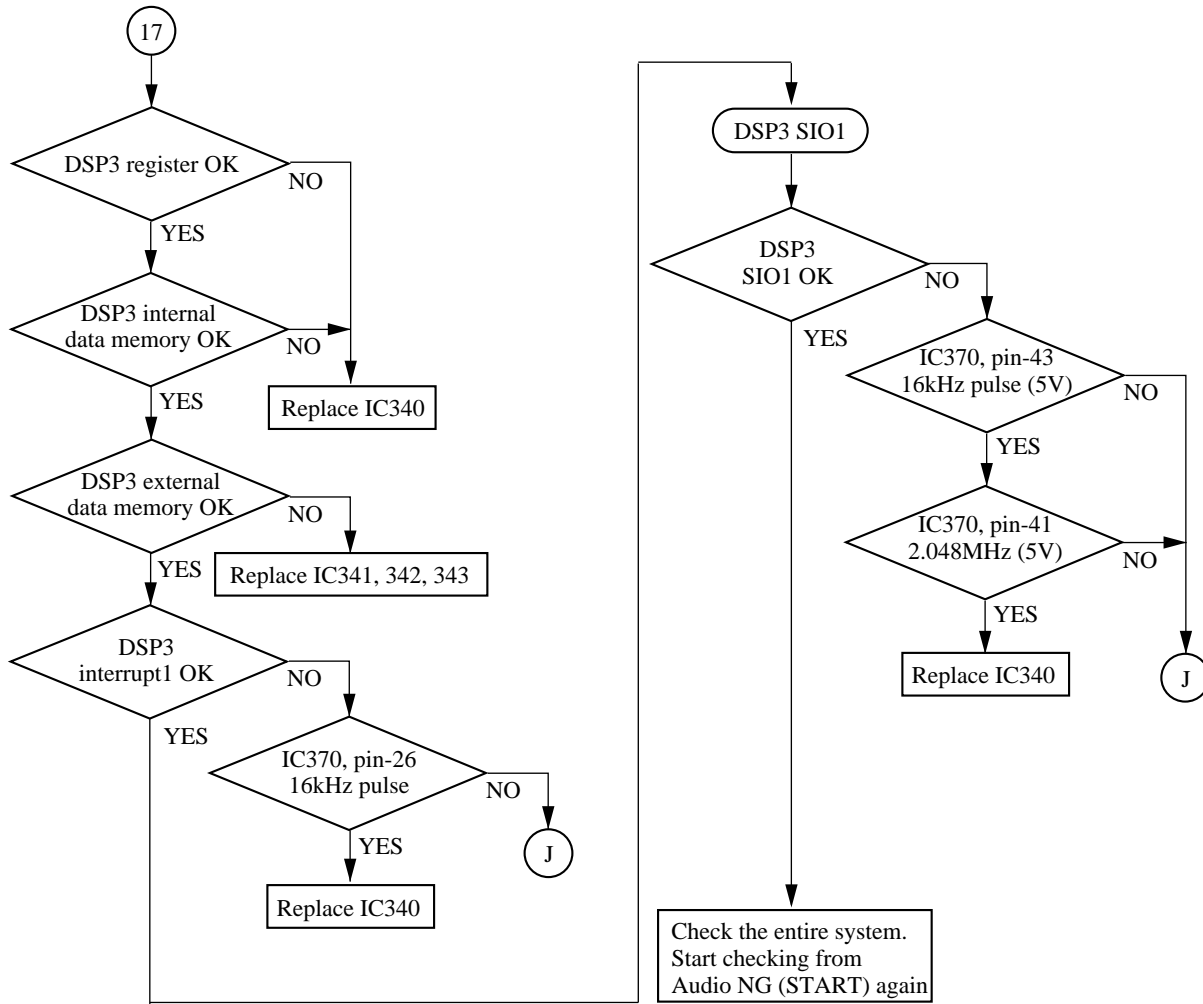 17
DSP3 register OK
NO
YES
DSP3 internal
data memory OK
NO
YES
Replace IC340
DSP3 external
data memory OK
NO
YES
Replace IC341, 342, 343
DSP3
interrupt1 OK
NO
YES
IC370, pin-26
16kHz pulse
NO
YES
J
Replace IC340
DSP3 SIO1
DSP3
SIO1 OK
NO
YES
IC370, pin-43
16kHz pulse (5V)
NO
YES
IC370, pin-41
2.048MHz (5V)
NO
YES
Replace IC340
J
Check the entire system.
Start checking from
Audio NG (START) again